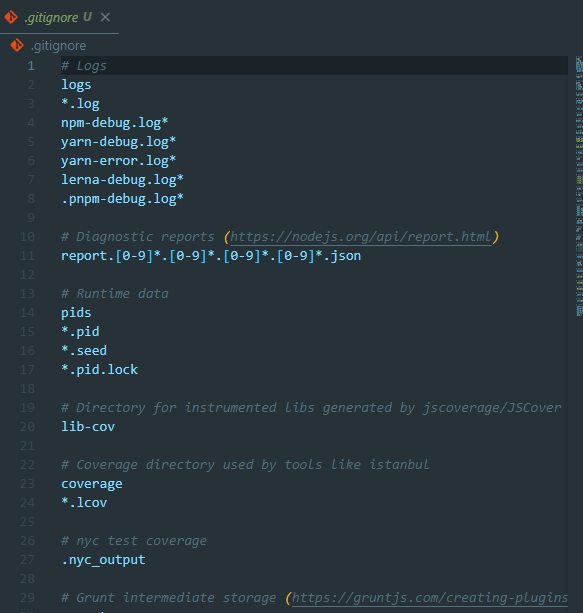 .gitignore U
.gitignore
1 # Logs
2 logs
3 *.log
4 npm-debug.log*
5 yarn-debug.log*
6 yarn-error.log*
7 lerna-debug.log*
8 .pnpm-debug.log*
9
10 # Diagnostic reports (https://nodejs.org/api/report.html)
11 report.[0-9]*.[0-9]*.[0-9]*.[0-9]*.json
12
13 # Runtime data
14 pids
15 *.pid
16 *.seed
17 *.pid.lock
18
19 # Directory for instrumented libs generated by jscoverage/JSCover
20 lib-cov
21
22 # Coverage directory used by tools like istanbul
23 coverage
24 *.lcov
25
26 # nyc test coverage
27 .nyc_output
28
29 # Grunt intermediate storage (https://gruntjs.com/creating-plugins